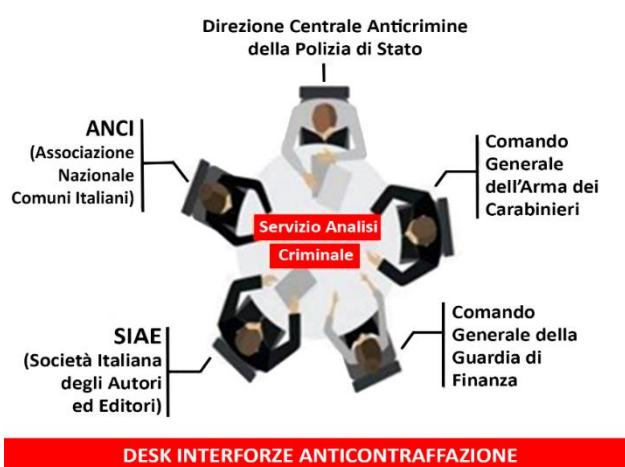 Direzione Centrale Anticrimine
della Polizia di Stato
ANCI
(Associazione
Nazionale
Comuni Italiani)
Comando
Generale
dell'Arma dei
Carabinieri
Servizio Analisi
Criminale
SIAE
(Società Italiana
degli Autori
ed Editori)
Comando
Generale della
Guardia di
Finanza
DESK INTERFORZE ANTICONTRAFFAZIONE